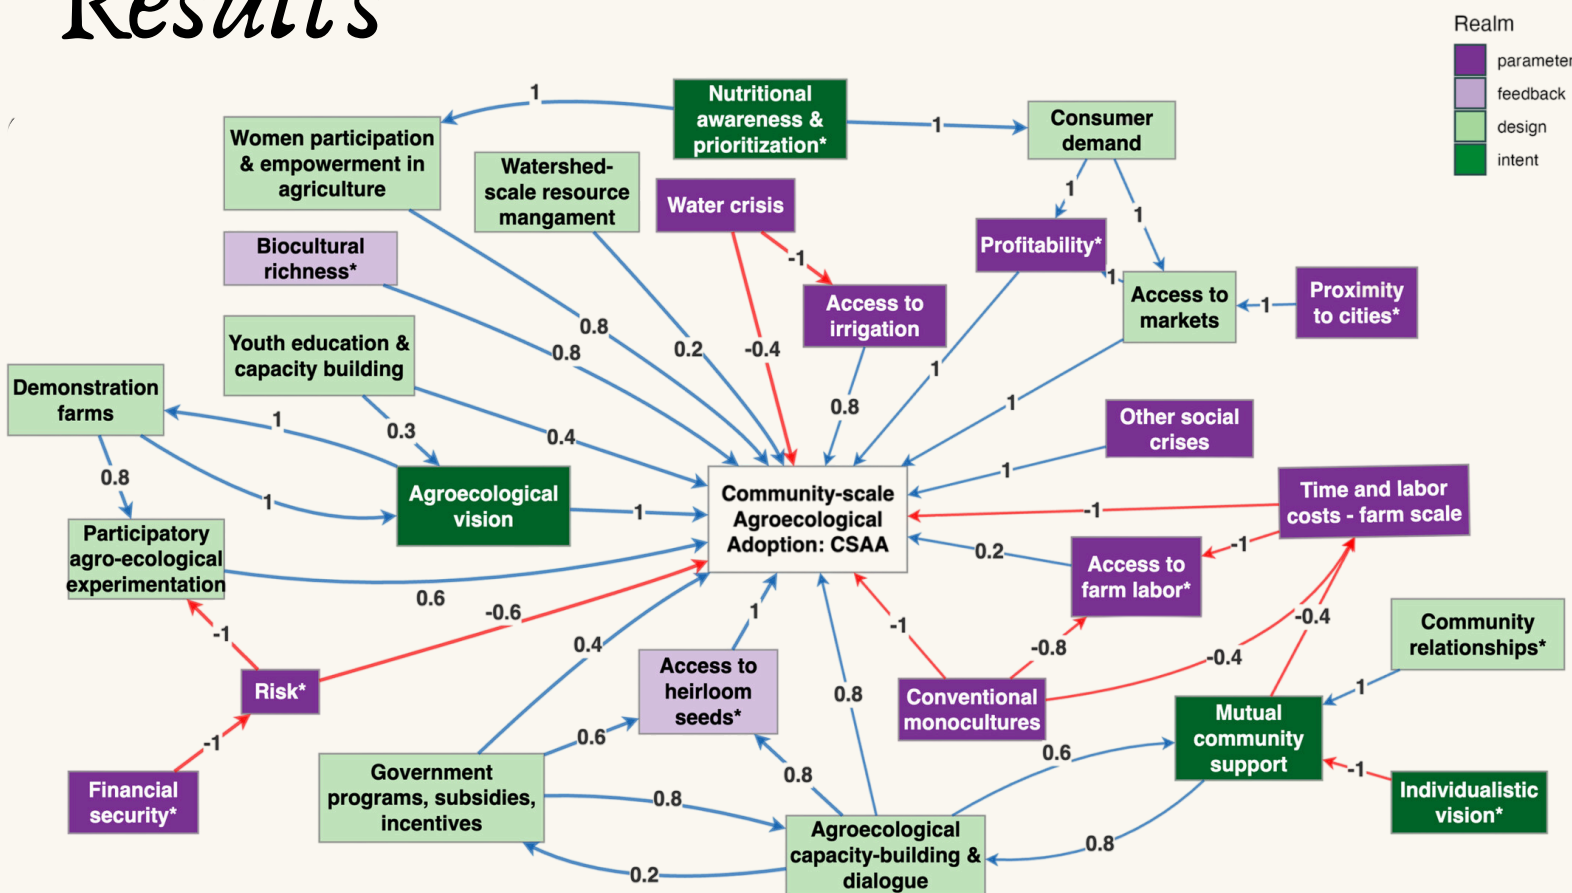 Results
Realm
parameter
feedback
design
intent
1
Nutritional
awareness &
prioritization*
1
Consumer
demand
Women participation
& empowerment in
agriculture
Watershed-
scale resource
mangament
Water crisis
1
1
Biocultural
richness*
-1
Profitability*
1
Access to
markets
1
Proximity
to cities*
Access to
irrigation
Youth education &
capacity building
0.8
0.8
0.2
-0.4
1
0.8
1
Demonstration
farms
1
0.3
0.4
Other social
crises
1
0.8
1
Agroecological
vision
1
Community-scale
Agroecological
Adoption: CSAA
-1
Time and labor
costs - farm scale
-1
0.2
Access to
farm labor*
Participatory
agro-ecological
experimentation
0.6
-0.6
-1
0.4
1
-1
-0.8
-0.4
-0.4
Community
relationships*
1
Risk*
Access to
heirloom
seeds*
0.8
Conventional
monocultures
Mutual
community
support
-1
0.6
0.6
-1
Financial
security*
Government
programs, subsidies,
incentives
0.8
0.8
Individualistic
vision*
0.2
Agroecological
capacity-building &
dialogue
0.8